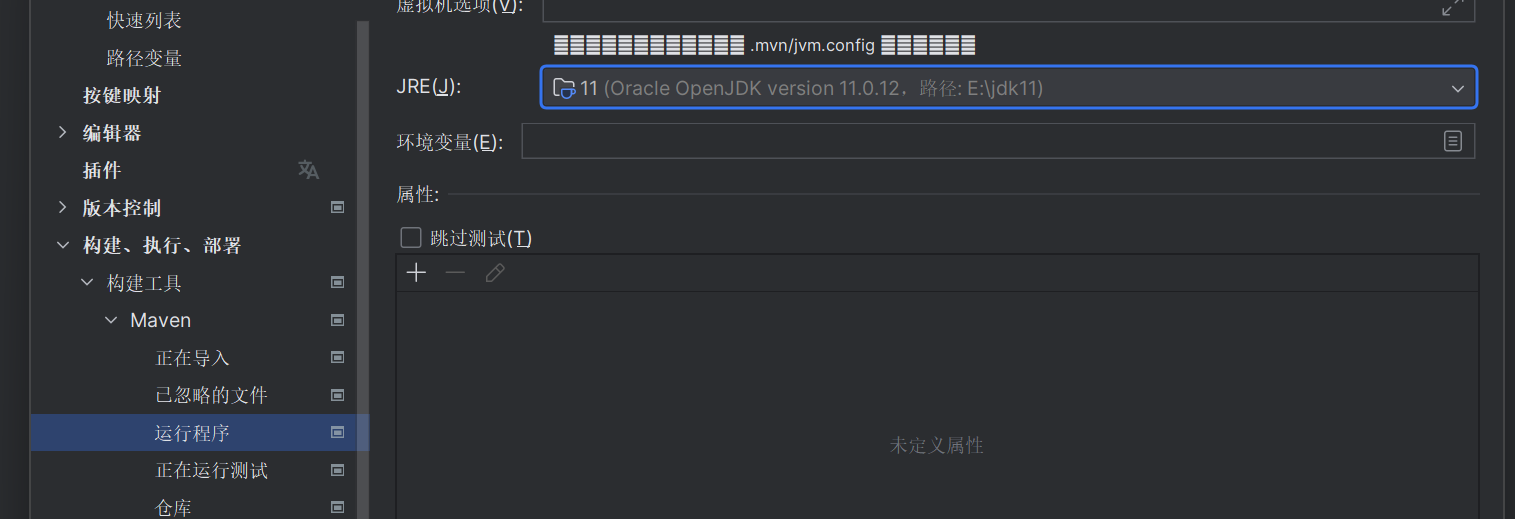 快速列表
路径变量
按键映射
编辑器
插件
版本控制
构建、执行、部署
构建工具
Maven
正在导入
已忽略的文件
运行程序
正在运行测试
仓库
虚拟机选项(V):
.mvn/jvm.config
JRE(J):
11 (Oracle OpenJDK version 11.0.12，路径: E:\jdk11)
环境变量(E):
属性:
跳过测试(T)
未定义属性